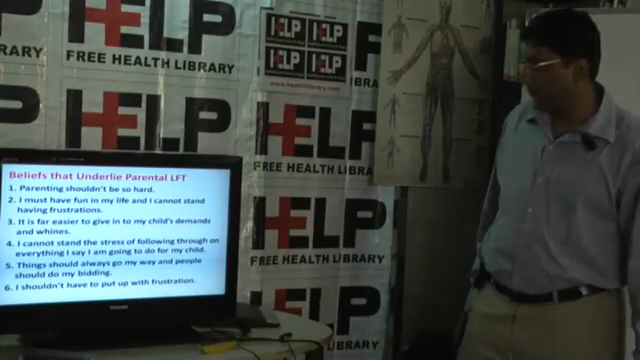 HELP
FREE HEALTH LIBRARY
HELP HELP
HELP HELP
www.healthlibrary.com
HELP
HELP
FREE HEALTH LIBRARY
HELP
FREE HEALTH LIBRARY
HELP
FREE HEALTH LIBRARY
Beliefs that Underlie Parental LFT
1. Parenting shouldn't be so hard.
2. I must have fun in my life and I cannot stand
having frustrations.
3. It is far easier to give in to my child's demands
and whines.
4. I cannot stand the stress of following through on
everything I say I am going to do for my child.
5. Things should always go my way and people
should do my bidding.
6. I shouldn't have to put up with frustration.
TOSHIBA